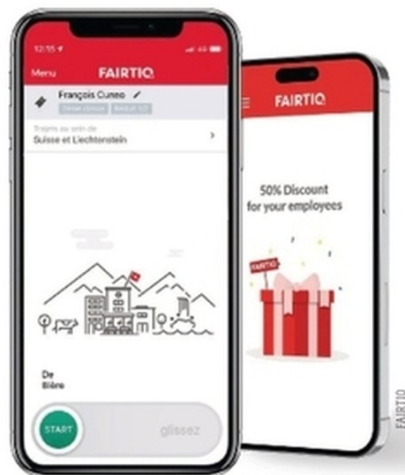 12:15
Menu
FAIRTIQ
François Cuneo
Trajets au sein de
Suisse et Liechtenstein
De
Bière
START
glissez
FAIRTIQ
50% Discount
for your employees
FAIRTIQ
FAIRTIQ